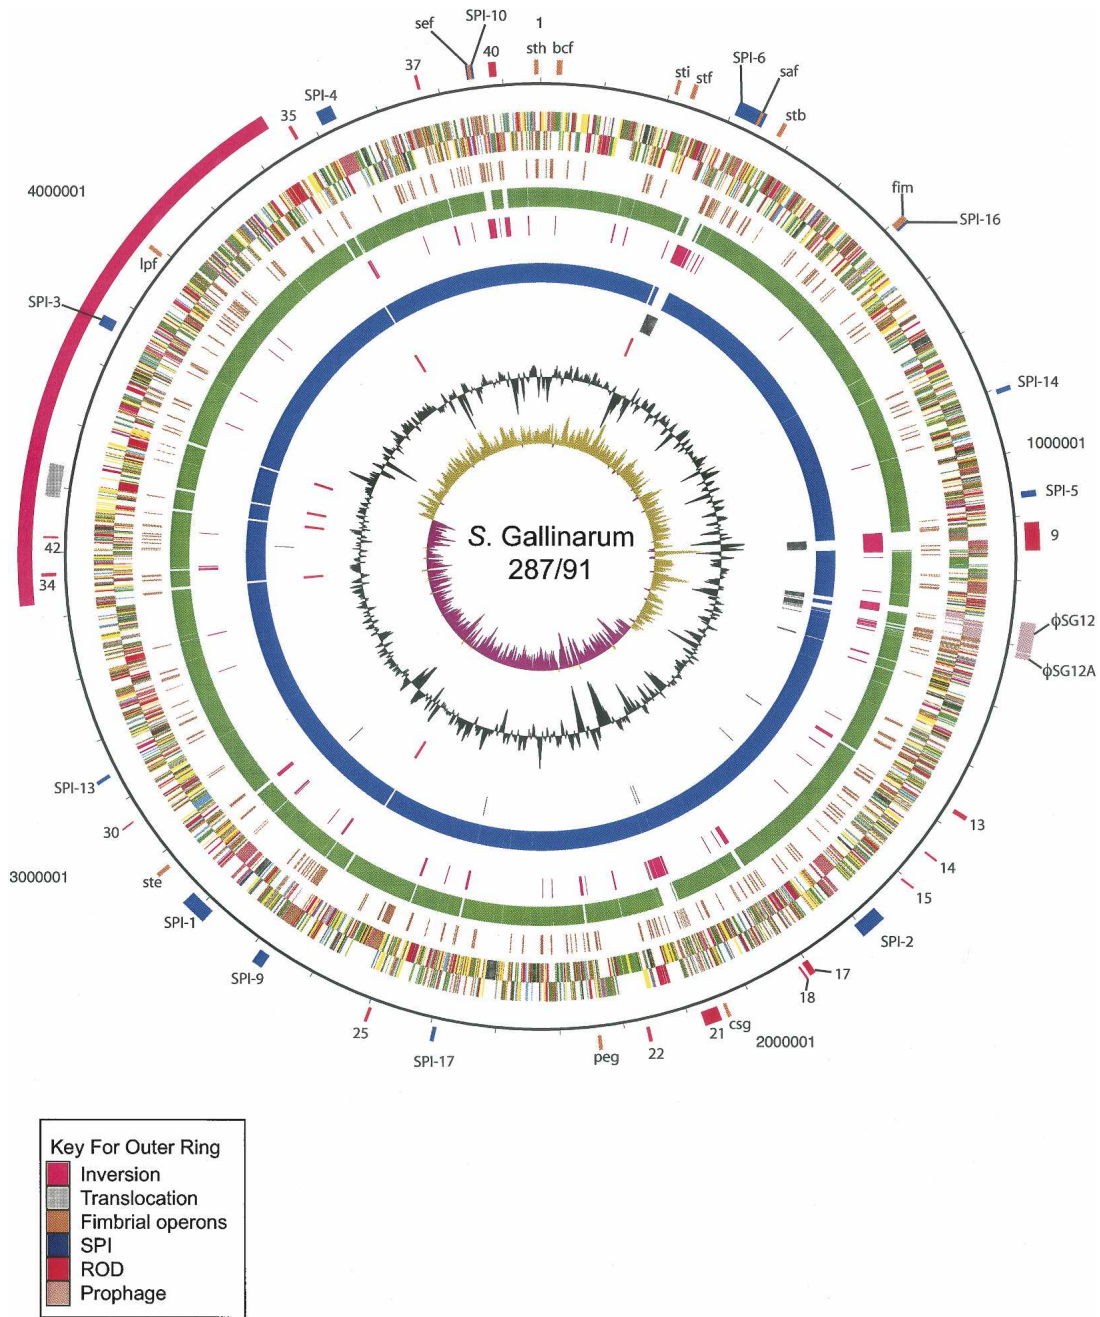 1
SPI-10
sef
40
sth
bcf
37
sti
stf
SPI-6
saf
stb
SPI-4
35
4000001
fim
SPI-16
lpf
SPI-3
SPI-14
1000001
SPI-5
9
42
34
S. Gallinarum
287/91
ϕSG12
ϕSG12A
SPI-13
30
13
14
15
3000001
ste
SPI-1
SPI-2
SPI-9
17
18
25
SPI-17
peg
22
21
csg
2000001
Key For Outer Ring
Inversion
Translocation
Fimbrial operons
SPI
ROD
Prophage